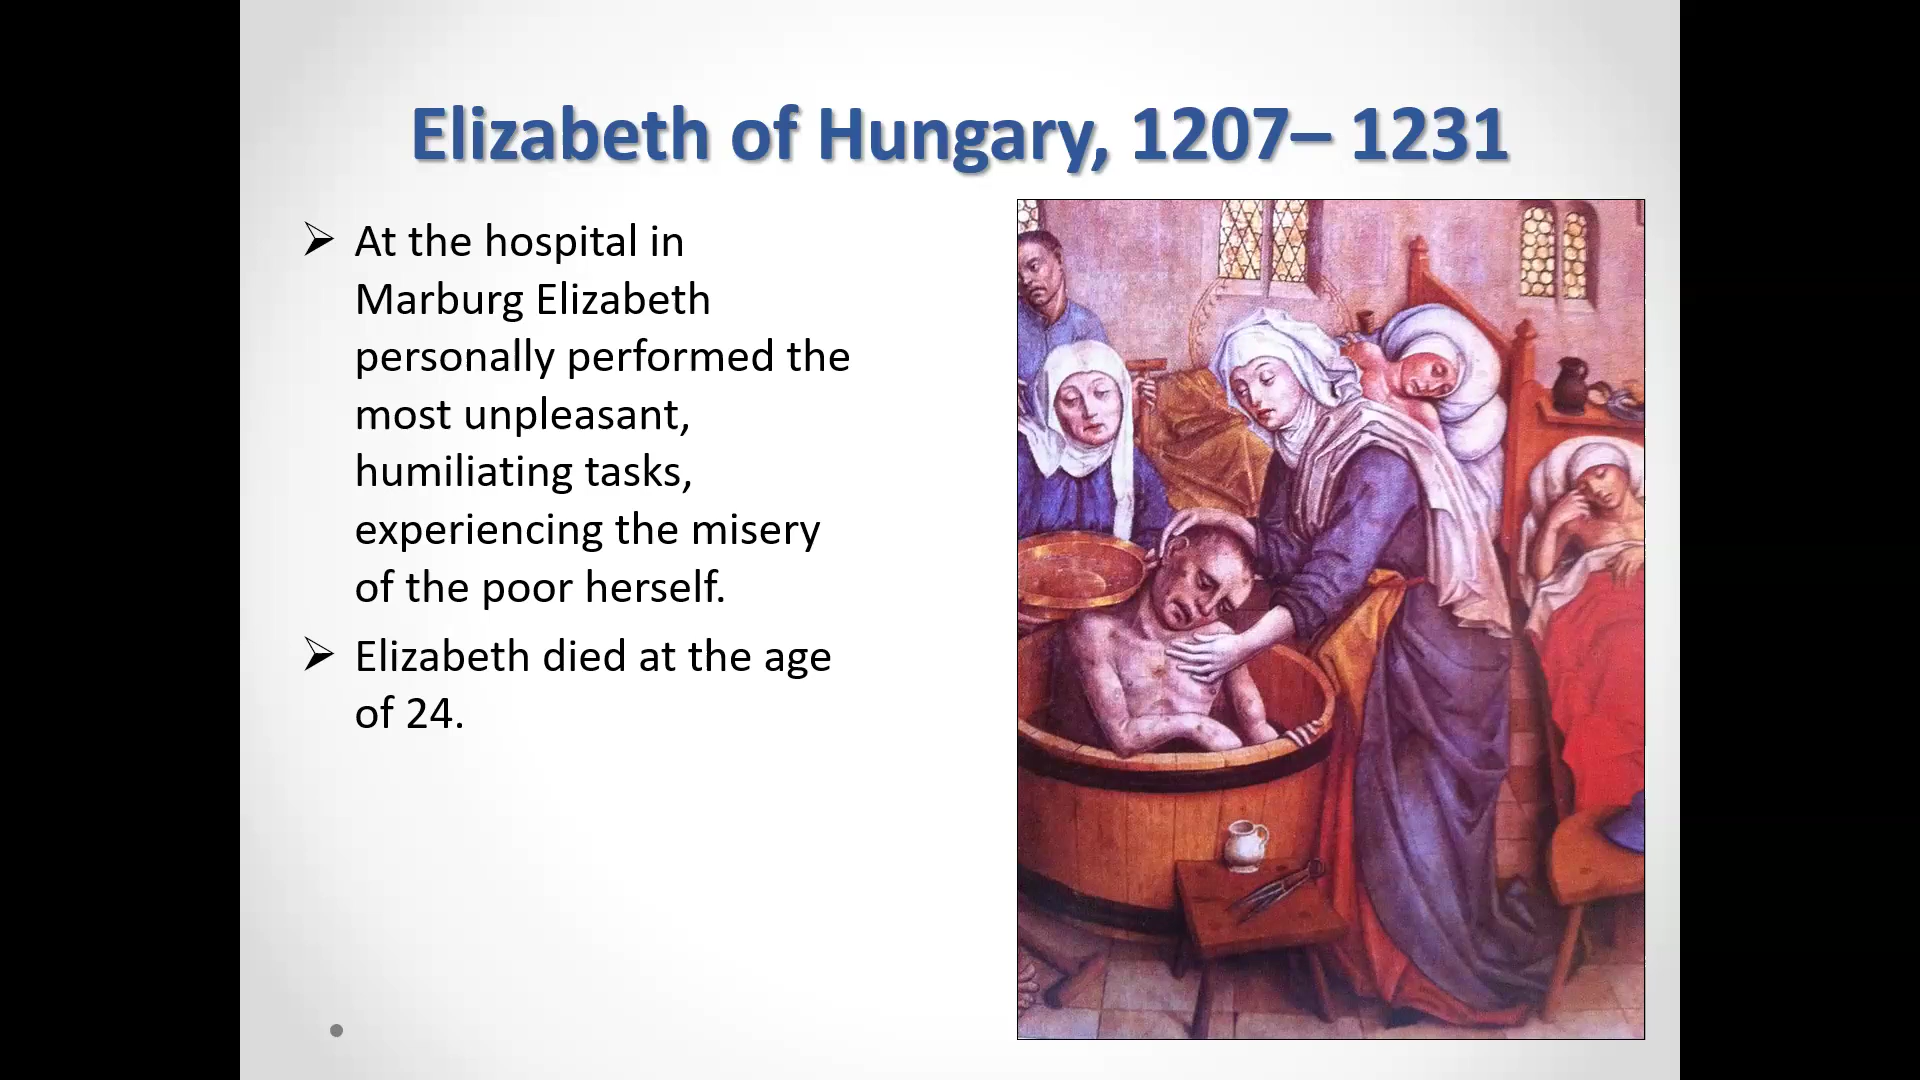 Elizabeth of Hungary, 1207– 1231
➢ At the hospital in
Marburg Elizabeth
personally performed the
most unpleasant,
humiliating tasks,
experiencing the misery
of the poor herself.
➢ Elizabeth died at the age
of 24.